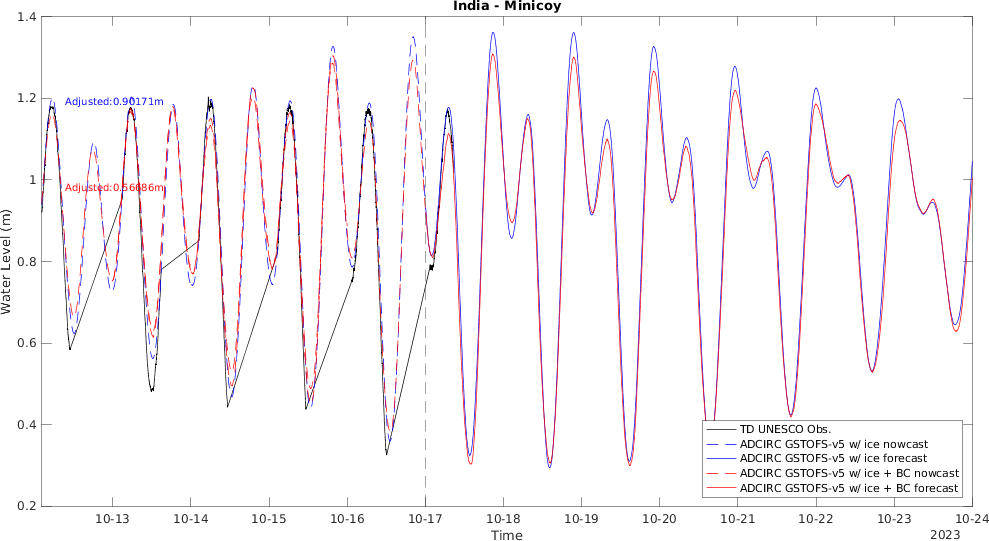 India - Minicoy
Water Level (m)
1.4
1.2
1
0.8
0.6
0.4
0.2
Adjusted:0.90171m
Adjusted:0.56686m
TD UNESCO Obs.
ADCIRC GSTOFS-v5 w/ ice nowcast
ADCIRC GSTOFS-v5 w/ ice forecast
ADCIRC GSTOFS-v5 w/ ice + BC nowcast
ADCIRC GSTOFS-v5 w/ ice + BC forecast
10-13 10-14 10-15 10-16 10-17 10-18 10-19 10-20 10-21 10-22 10-23 10-24
Time
2023